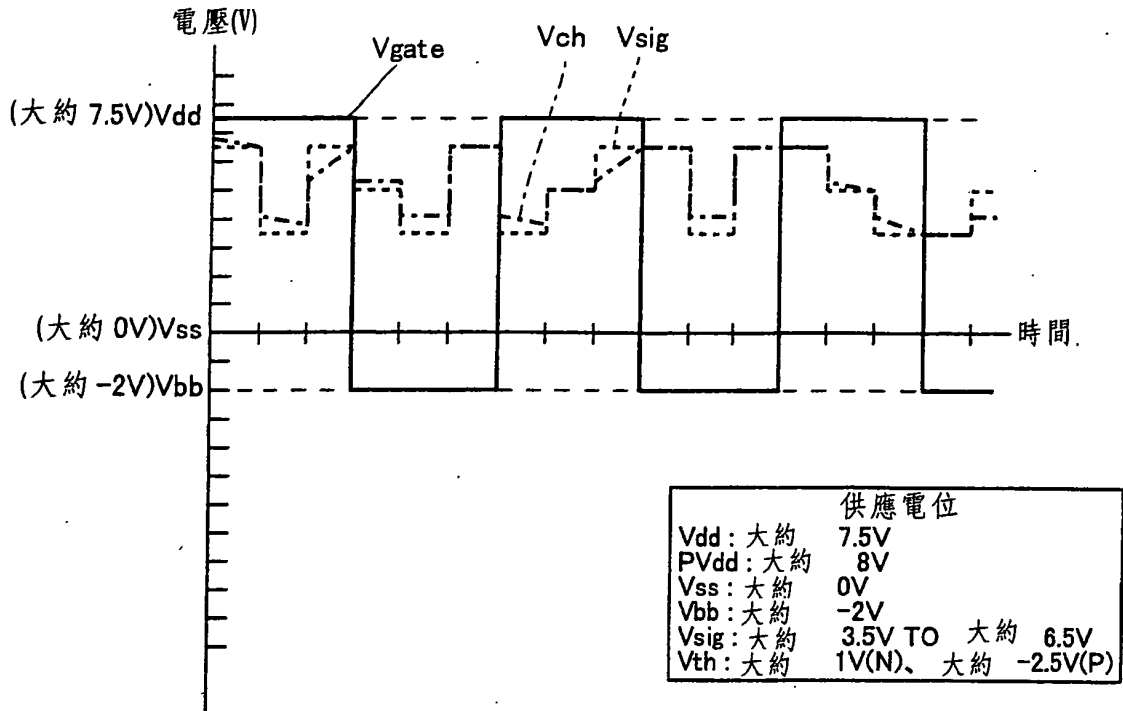 電壓(V)
Vgate
Vch
Vsig
(大約 7.5V)Vdd
(大約 0V)Vss
時間
(大約 -2V)Vbb
供應電位
Vdd : 大約 7.5V
PVdd : 大約 8V
Vss : 大約 0V
Vbb : 大約 -2V
Vsig : 大約 3.5V TO 大約 6.5V
Vth : 大約 1V(N)、大約 -2.5V(P)